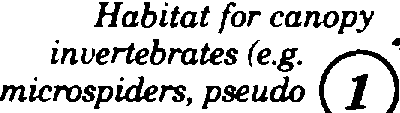 Habitat for canopy
invertebrates (e.g.
microspiders, pseudo
1